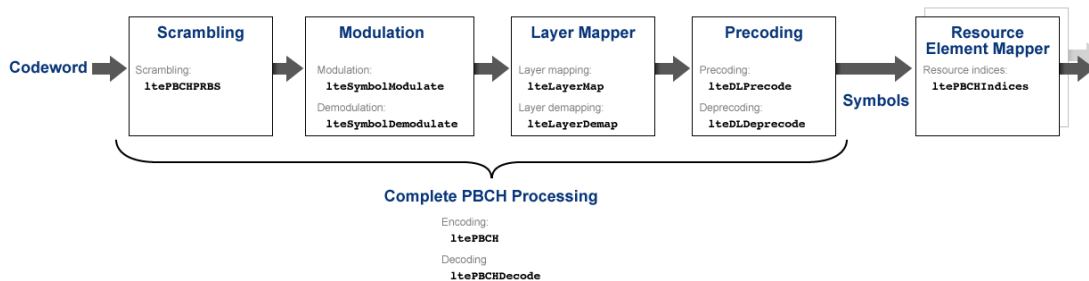 Codeword
Scrambling
Scrambling:
ltePBCHPRBS
Modulation
Modulation:
lteSymbolModulate
Demodulation:
lteSymbolDemodulate
Layer Mapper
Layer mapping:
lteLayerMap
Layer demapping:
lteLayerDemap
Precoding
Precoding:
lteDLPrecode
Deprecoding:
lteDLDeprecode
Symbols
Resource
Element Mapper
Resource indices:
ltePBCHIndices
Complete PBCH Processing
Encoding:
ltePBCH
Decoding
ltePBCHDecode